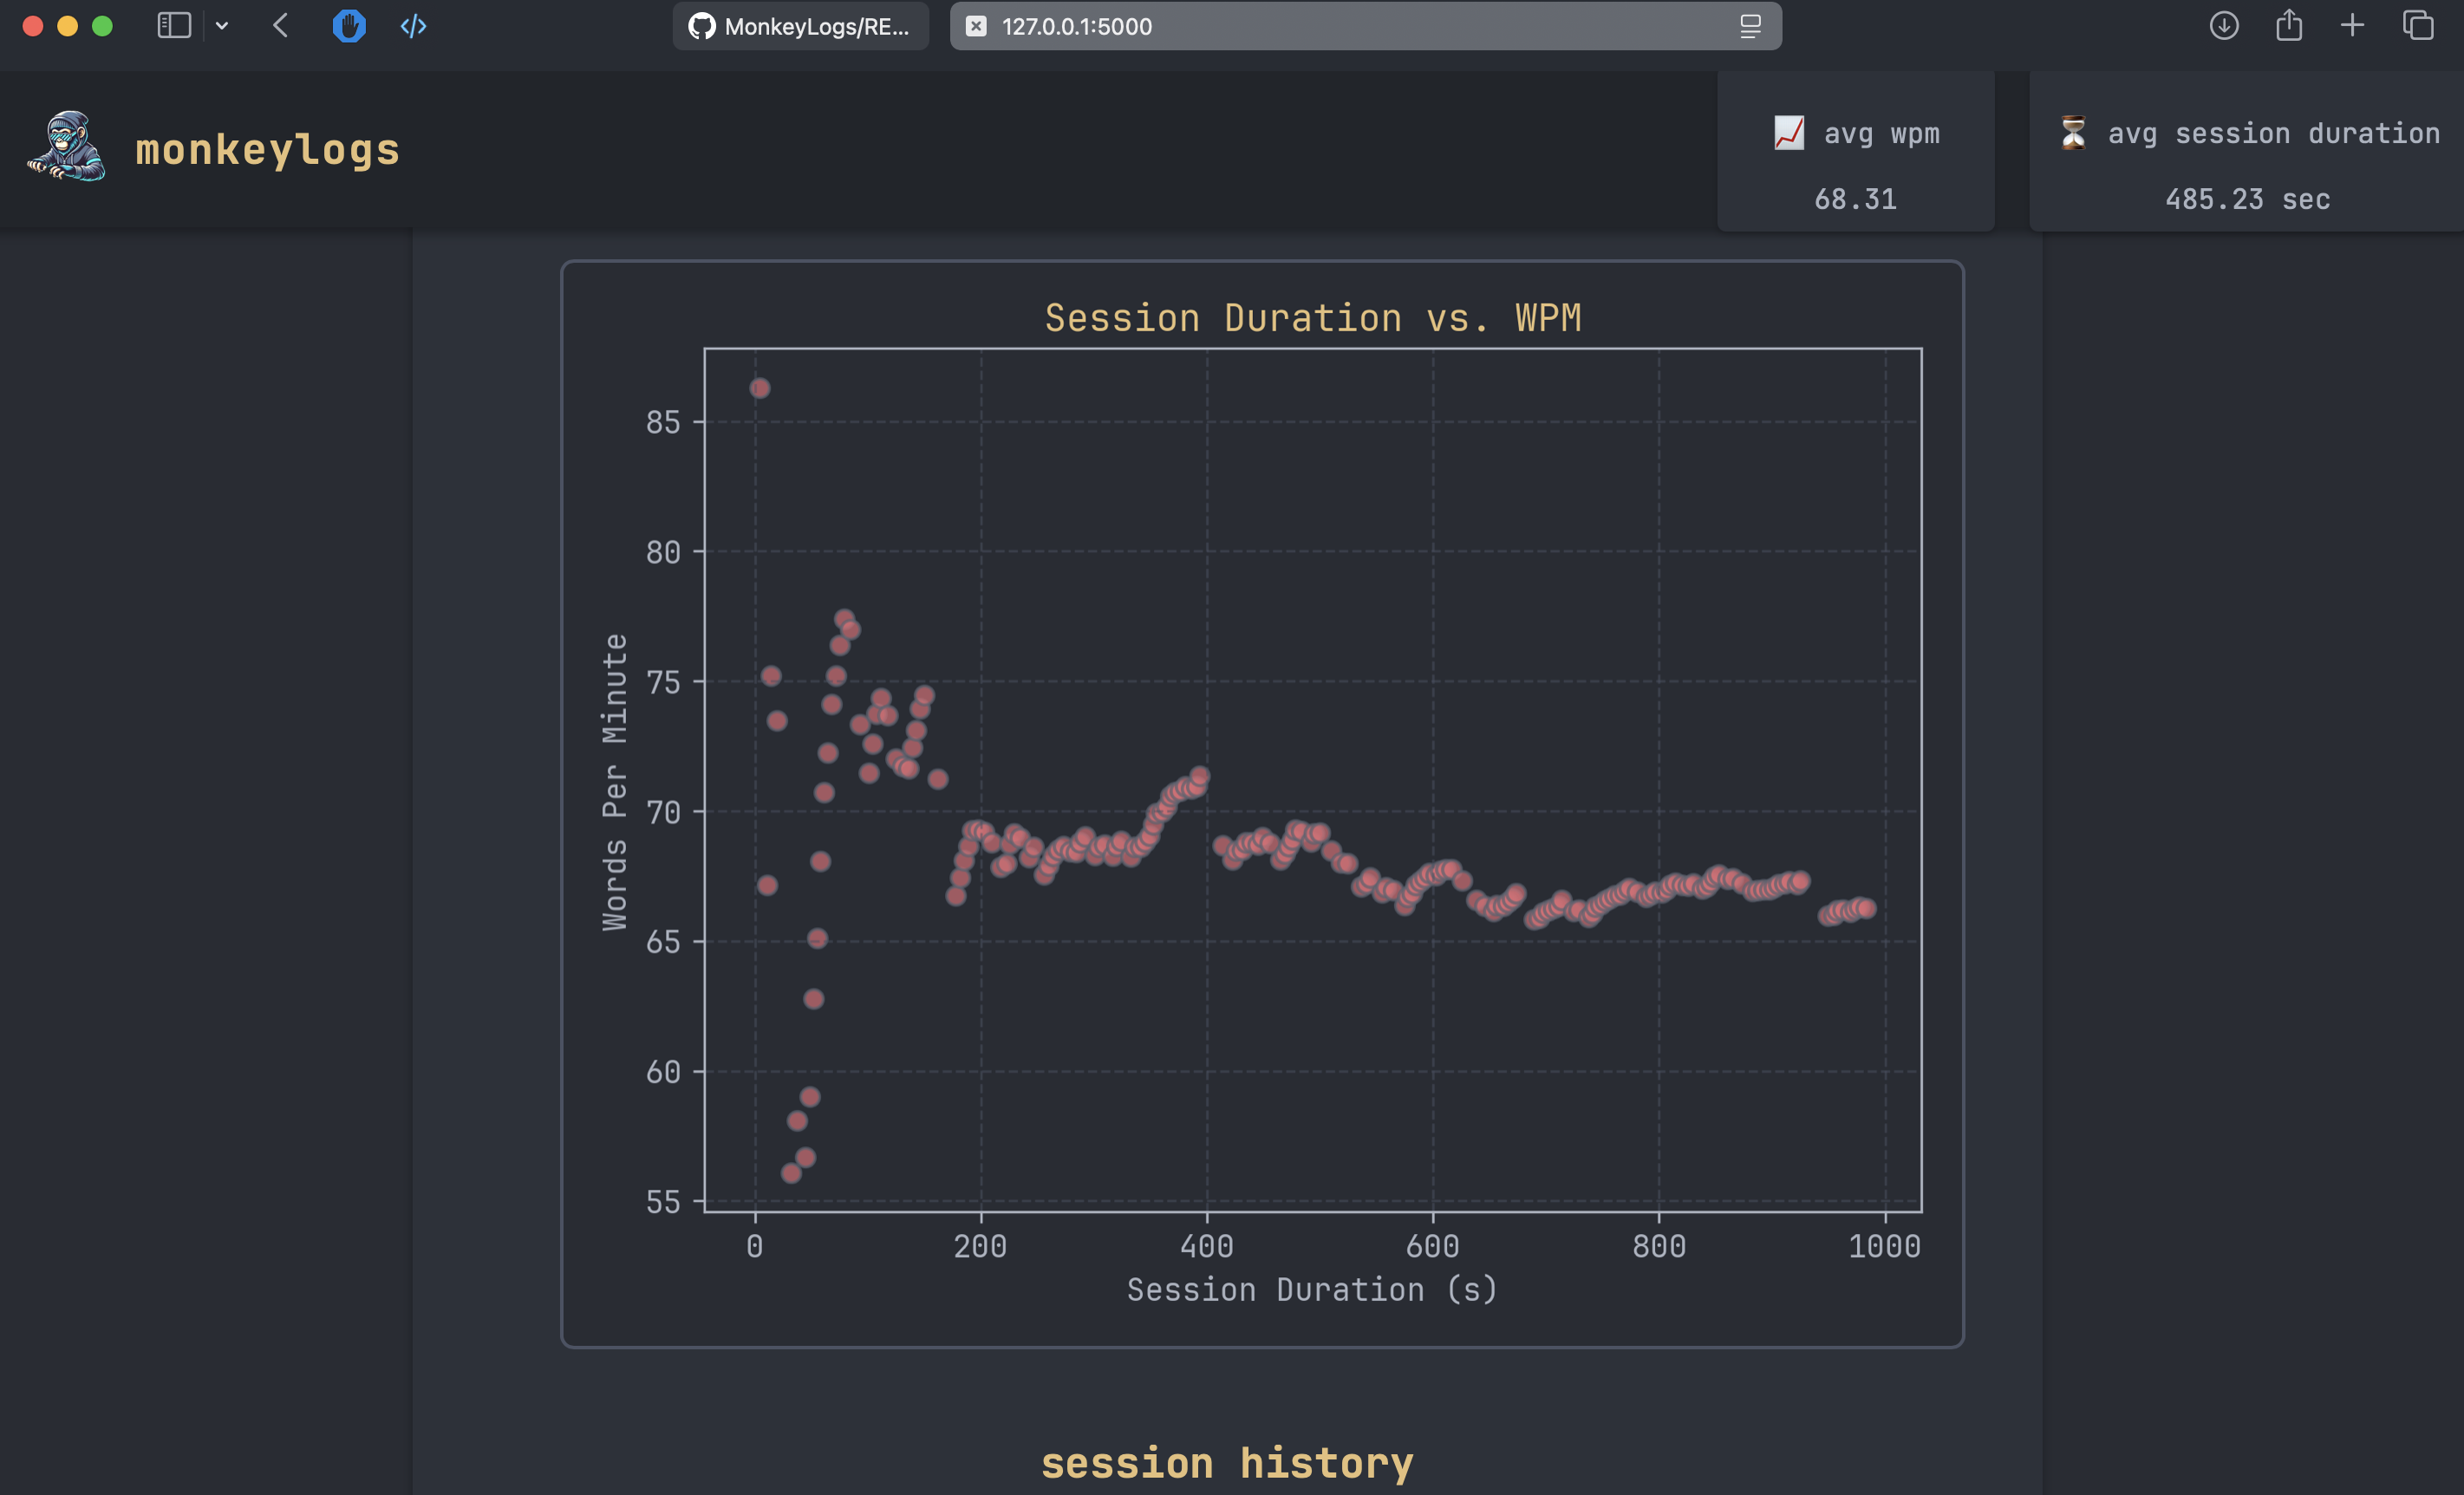 MonkeyLogs/RE...
127.0.0.1:5000
monkeylogs
avg wpm
68.31
avg session duration
485.23 sec
Session Duration vs. WPM
Words Per Minute
85
80
75
70
65
60
55
0 200 400 600 800 1000
Session Duration (s)
session history